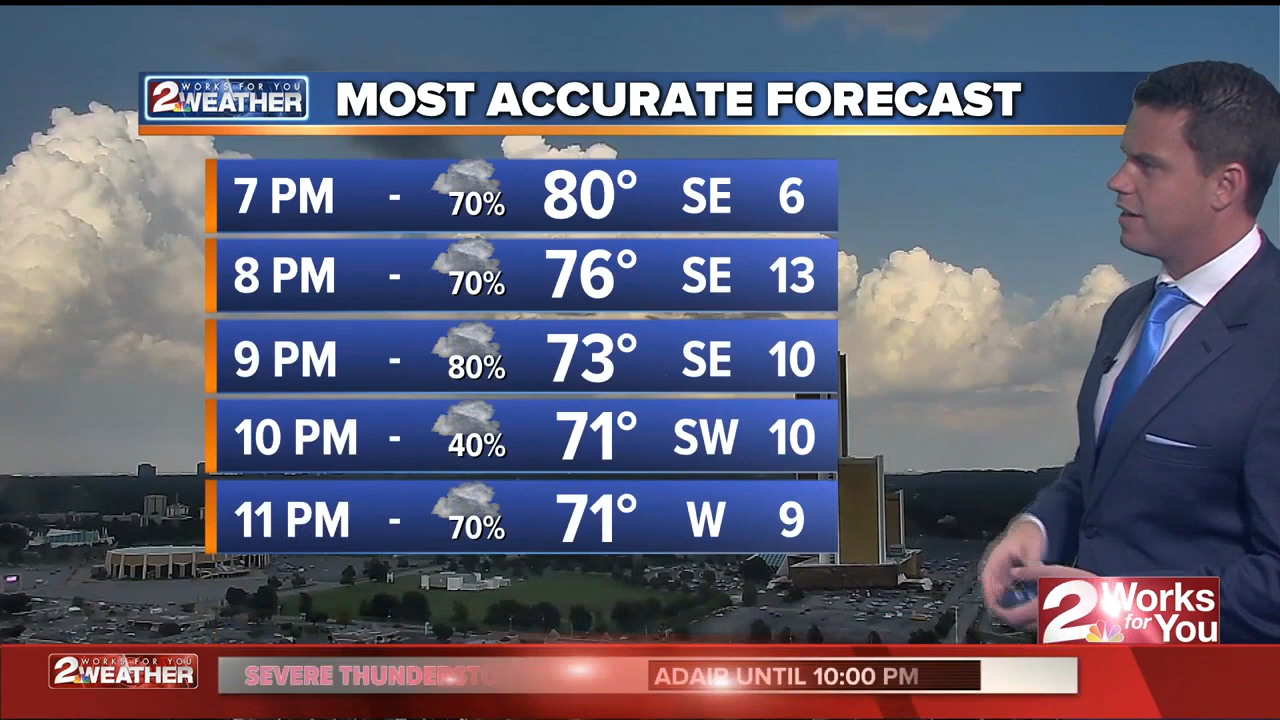 2 WORKS FOR YOU
WEATHER
MOST ACCURATE FORECAST
7 PM - 70% 80° SE 6
8 PM - 70% 76° SE 13
9 PM - 80% 73° SE 10
10 PM - 40% 71° SW 10
11 PM - 70% 71° W 9
2 Works
for
You
2 WORKS FOR YOU
WEATHER
SEVERE ADAIR UNTIL 10:00 PM